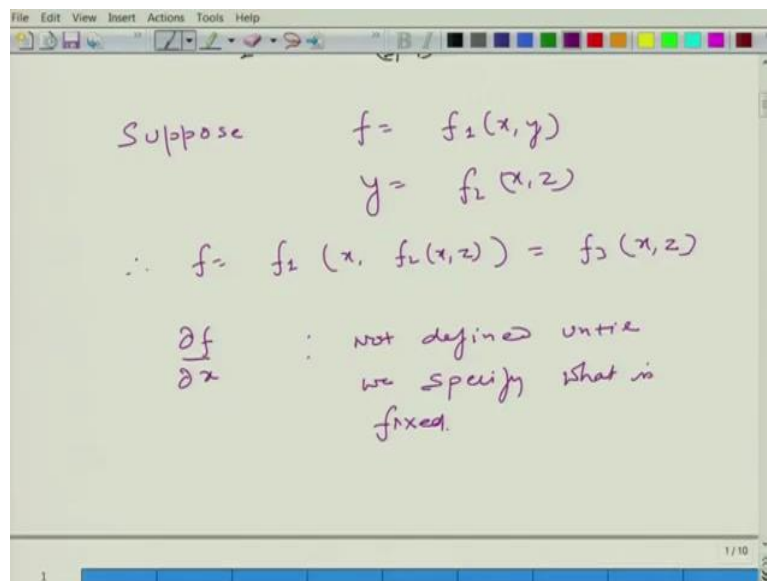 File Edit View Insert Actions Tools Help
B I
Suppose f = f1(x, y)
y = f2(x, z)
∴ f = f1 (x, f2(x, z)) = f3(x, z)
∂f/∂x : Not defined until
we specify what is
fixed.
1/10
1